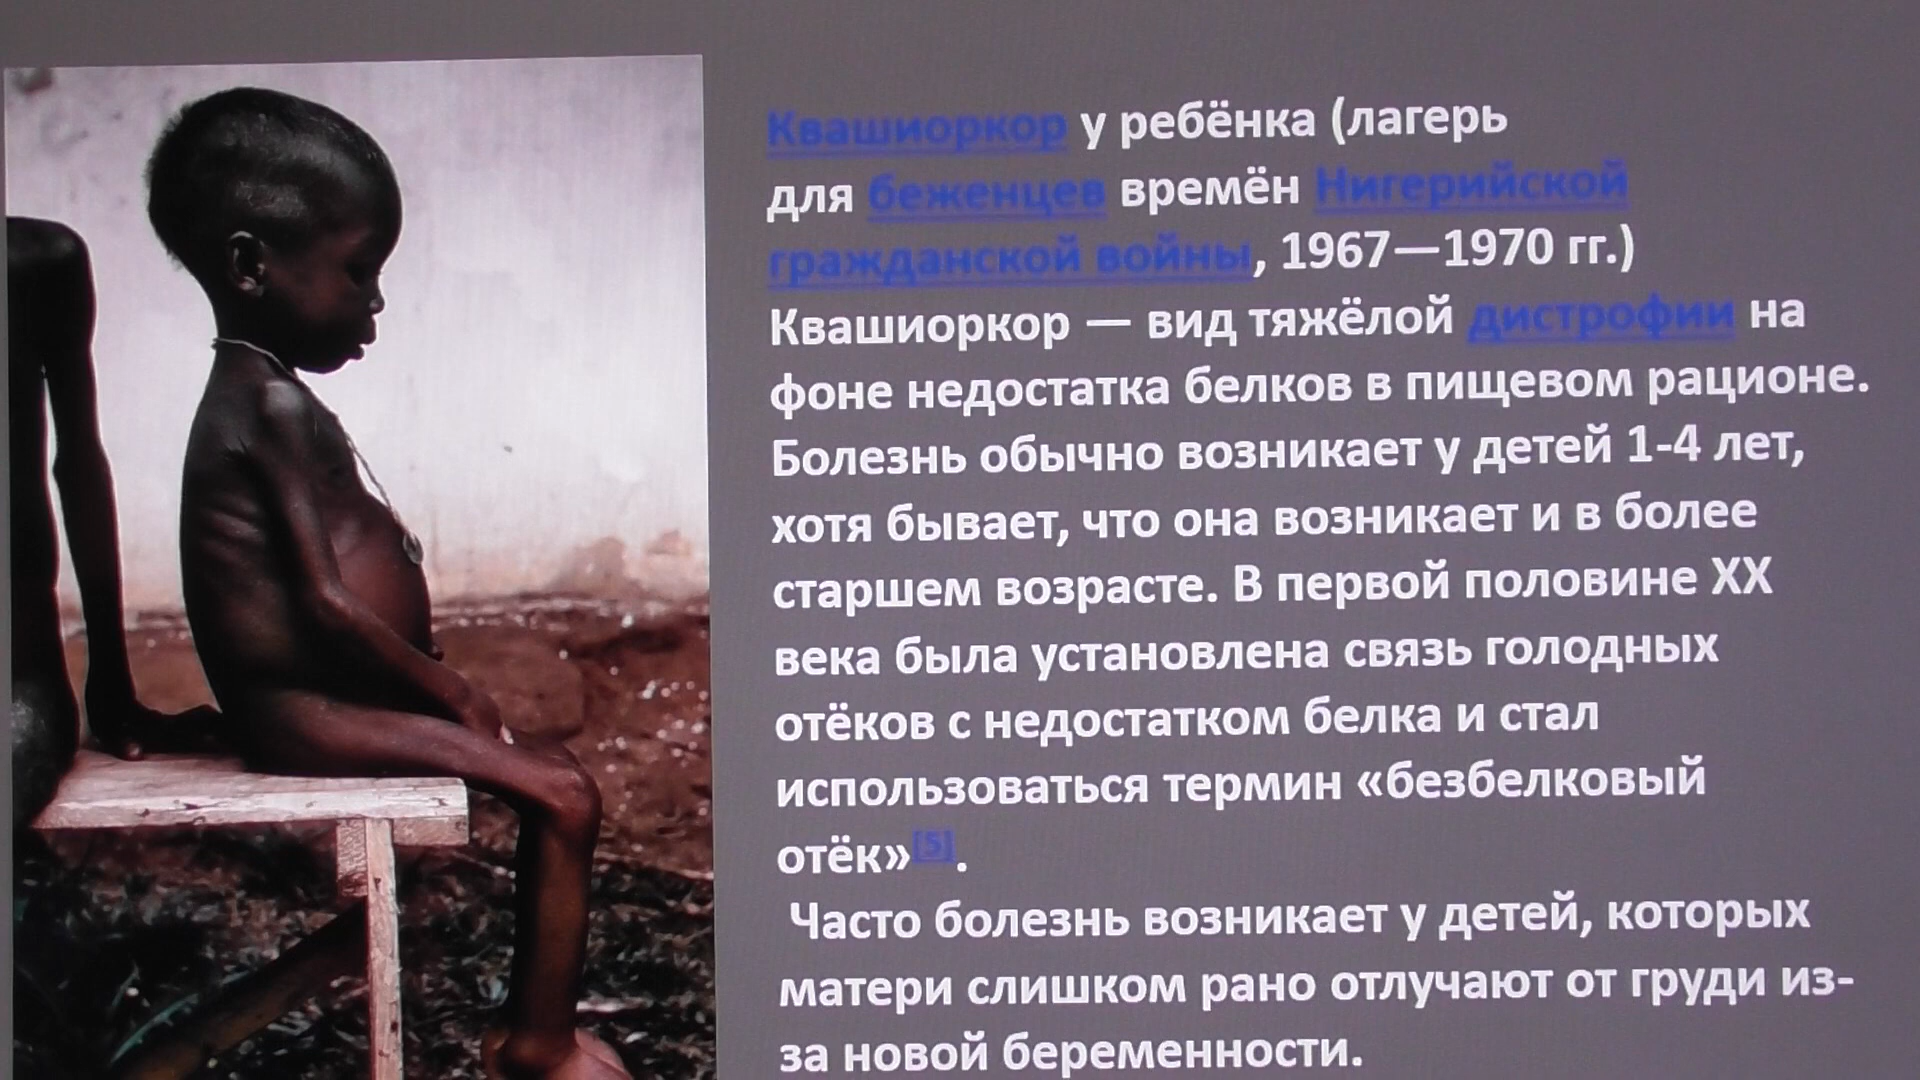 Квашиоркор у ребёнка (лагерь
для беженцев времён Нигерийской
гражданской войны, 1967—1970 гг.)
Квашиоркор — вид тяжёлой дистрофии на
фоне недостатка белков в пищевом рационе.
Болезнь обычно возникает у детей 1-4 лет,
хотя бывает, что она возникает и в более
старшем возрасте. В первой половине XX
века была установлена связь голодных
отёков с недостатком белка и стал
использоваться термин «безбелковый
отёк»[5].
Часто болезнь возникает у детей, которых
матери слишком рано отлучают от груди из-
за новой беременности.